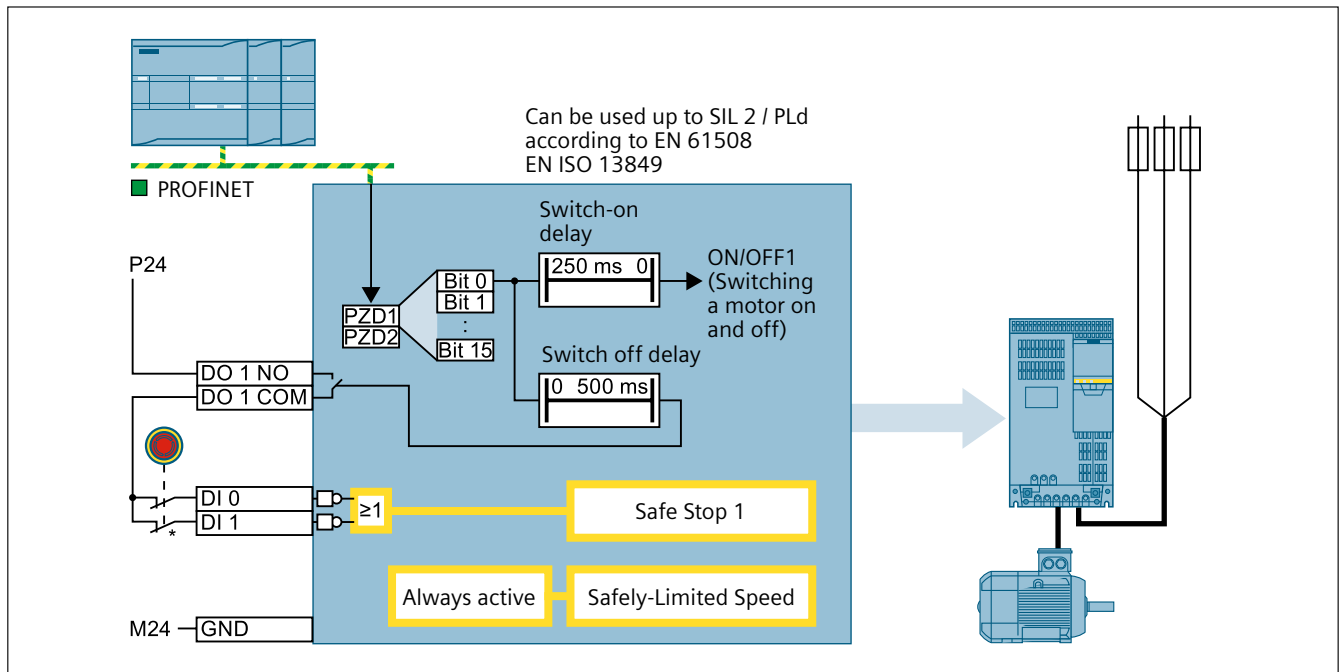 Can be used up to SIL 2 / PLd
according to EN 61508
EN ISO 13849
PROFINET
Switch-on
delay
P24
250 ms 0
ON/OFF1
(Switching
a motor on
and off)
Bit 0
Bit 1
:
Bit 15
PZD1
PZD2
Switch off delay
0 500 ms
DO 1 NO
DO 1 COM
DI 0
DI 1
*
≥1
Safe Stop 1
Always active
Safely-Limited Speed
M24
GND